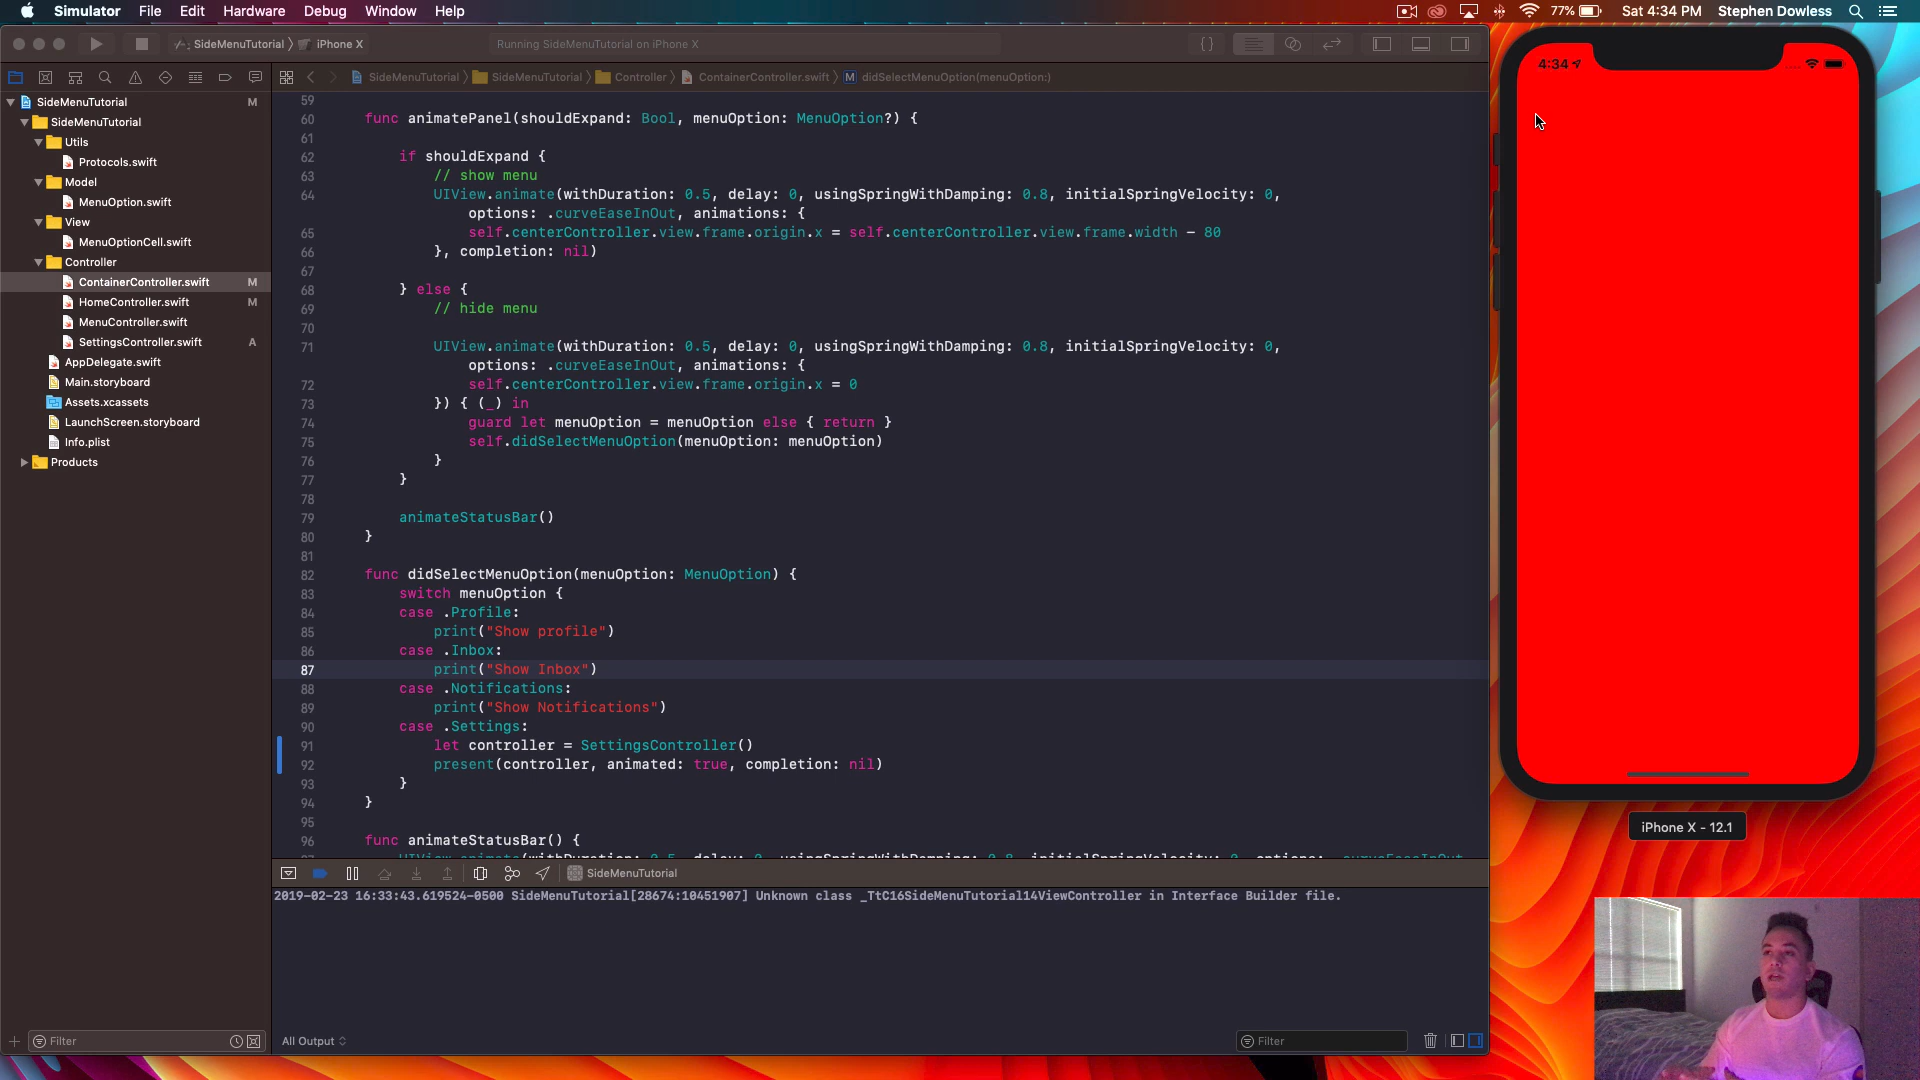 Simulator File Edit Hardware Debug Window Help
77% Sat 4:34 PM Stephen Dowless
SideMenuTutorial 〉 iPhone X
Running SideMenuTutorial on iPhone X
SideMenuTutorial 〉 SideMenuTutorial 〉 Controller 〉 ContainerController.swift 〉 M didSelectMenuOption(menuOption:)
SideMenuTutorial M
SideMenuTutorial
Utils
Protocols.swift
Model
MenuOption.swift
View
MenuOptionCell.swift
Controller
ContainerController.swift M
HomeController.swift M
MenuController.swift
SettingsController.swift A
AppDelegate.swift
Main.storyboard
Assets.xcassets
LaunchScreen.storyboard
Info.plist
Products
Filter
59
60 func animatePanel(shouldExpand: Bool, menuOption: MenuOption?) {
61
62 if shouldExpand {
63 // show menu
64 UIView.animate(withDuration: 0.5, delay: 0, usingSpringWithDamping: 0.8, initialSpringVelocity: 0,
options: .curveEaseInOut, animations: {
65 self.centerController.view.frame.origin.x = self.centerController.view.frame.width - 80
66 }, completion: nil)
67
68 } else {
69 // hide menu
70
71 UIView.animate(withDuration: 0.5, delay: 0, usingSpringWithDamping: 0.8, initialSpringVelocity: 0,
options: .curveEaseInOut, animations: {
72 self.centerController.view.frame.origin.x = 0
73 }) { (_) in
74 guard let menuOption = menuOption else { return }
75 self.didSelectMenuOption(menuOption: menuOption)
76 }
77 }
78
79 animateStatusBar()
80 }
81
82 func didSelectMenuOption(menuOption: MenuOption) {
83 switch menuOption {
84 case .Profile:
85 print("Show profile")
86 case .Inbox:
87 print("Show Inbox")
88 case .Notifications:
89 print("Show Notifications")
90 case .Settings:
91 let controller = SettingsController()
92 present(controller, animated: true, completion: nil)
93 }
94 }
95
96 func animateStatusBar() {
SideMenuTutorial
2019-02-23 16:33:43.619524-0500 SideMenuTutorial[28674:10451907] Unknown class _TtC16SideMenuTutorial14ViewController in Interface Builder file.
All Output
Filter
4:34
iPhone X - 12.1